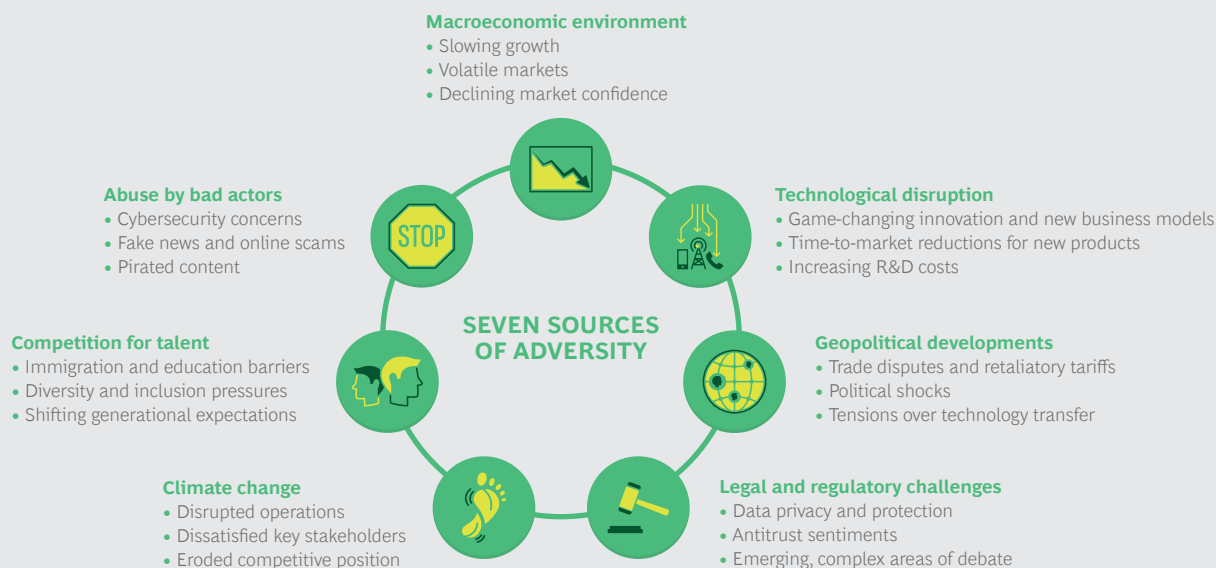 Macroeconomic environment
• Slowing growth
• Volatile markets
• Declining market confidence
Abuse by bad actors
• Cybersecurity concerns
• Fake news and online scams
• Pirated content
STOP
Technological disruption
• Game-changing innovation and new business models
• Time-to-market reductions for new products
• Increasing R&D costs
SEVEN SOURCES
OF ADVERSITY
Competition for talent
• Immigration and education barriers
• Diversity and inclusion pressures
• Shifting generational expectations
Geopolitical developments
• Trade disputes and retaliatory tariffs
• Political shocks
• Tensions over technology transfer
Climate change
• Disrupted operations
• Dissatisfied key stakeholders
• Eroded competitive position
Legal and regulatory challenges
• Data privacy and protection
• Antitrust sentiments
• Emerging, complex areas of debate